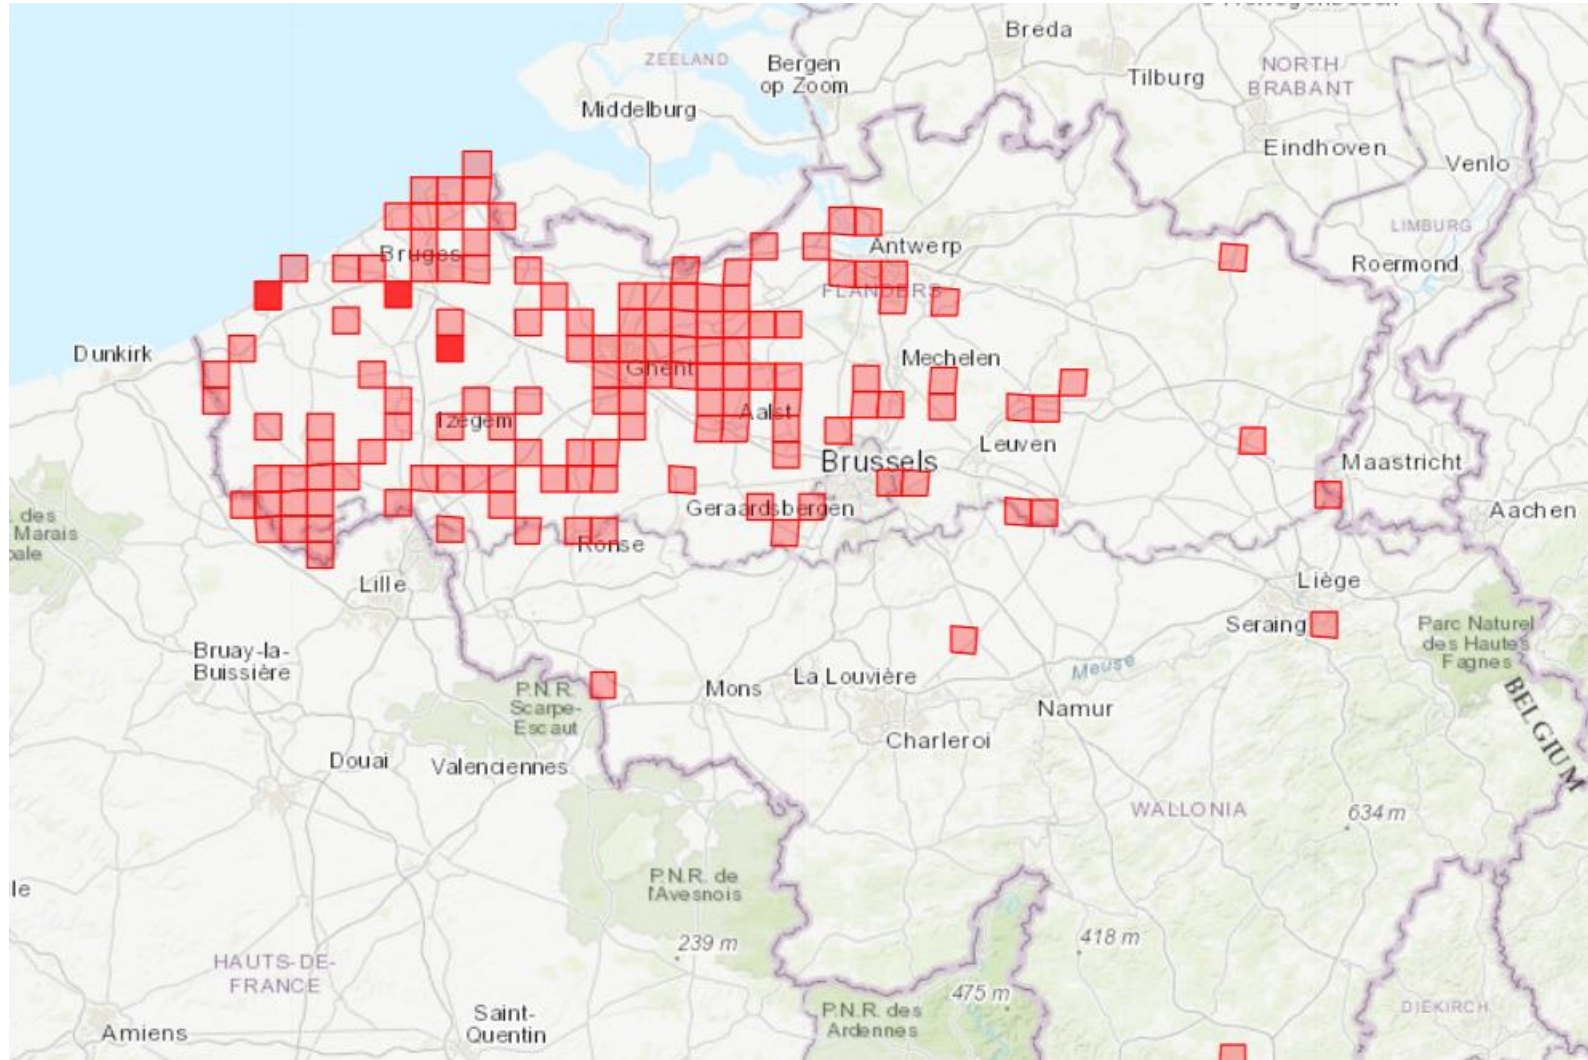 Breda
ZEELAND
Bergen
op Zoom
NORTH
BRABANT
Tilburg
Middelburg
Eindhoven
Venlo
LIMBURG
Bruges
Antwerp
Roermond
FLANDERS
Dunkirk
Mechelen
Ghent
Izegem
Aalst
Leuven
Brussels
Maastricht
Geraardsbergen
Aachen
. des
Marais
Ronse
Lille
Liège
Seraing
Parc Naturel
des Hautes
Fagnes
Bruay-la-
Buissière
Meuse
P.N.R.
Scarpe-
Escaut
Mons
La Louvière
Namur
BELGIUM
Charleroi
Douai
Valenciennes
WALLONIA
634 m
P.N.R. de
l'Avesnois
le
239 m
418 m
HAUTS-DE-
FRANCE
475 m
DIEKIRCH
Saint-
Quentin
P.N.R. des
Ardennes
Amiens